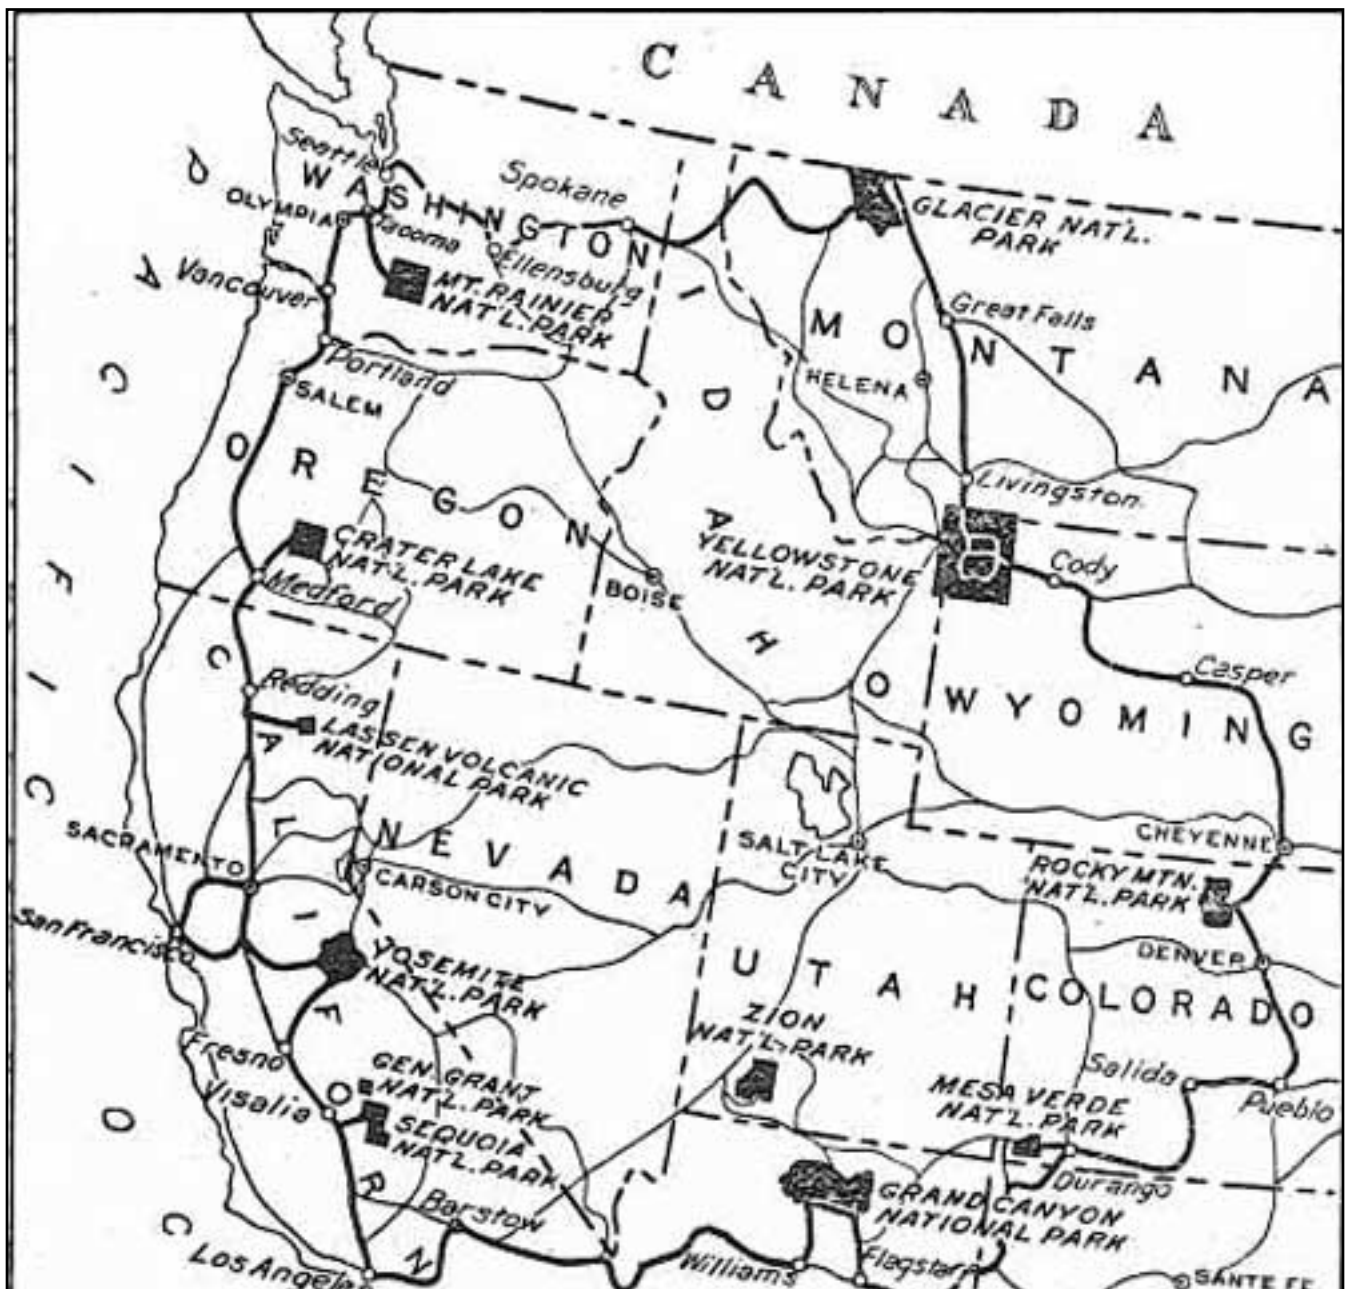 CANADA
PACIFIC OC
WASHINGTON
Seattle
OLYMPIA
Tacoma
Spokane
Ellensburg
Vancouver
MT. RAINIER
NAT'L. PARK
GLACIER NAT'L.
PARK
IDAHO
MONTANA
Great Falls
HELENA
Livingston
Portland
SALEM
OREGON
CRATER LAKE
NAT'L. PARK
Medford
BOISE
YELLOWSTONE
NAT'L. PARK
Cody
Casper
WYOMING
CHEYENNE
Redding
LASSEN VOLCANIC
NATIONAL PARK
CALIFORN
NEVADA
SACRAMENTO
CARSON CITY
San Francisco
YOSEMITE
NAT'L. PARK
SALT LAKE
CITY
UTAH
ROCKY MTN.
NAT'L. PARK
DENVER
COLORADO
ZION
NAT'L. PARK
Fresno
Visalia
GEN. GRANT
NAT'L. PARK
SEQUOIA
NAT'L. PARK
Salida
Pueblo
MESA VERDE
NAT'L. PARK
Durango
GRAND CANYON
NATIONAL PARK
Barstow
Los Angeles
Williams
Flagstaff
SANTE FE